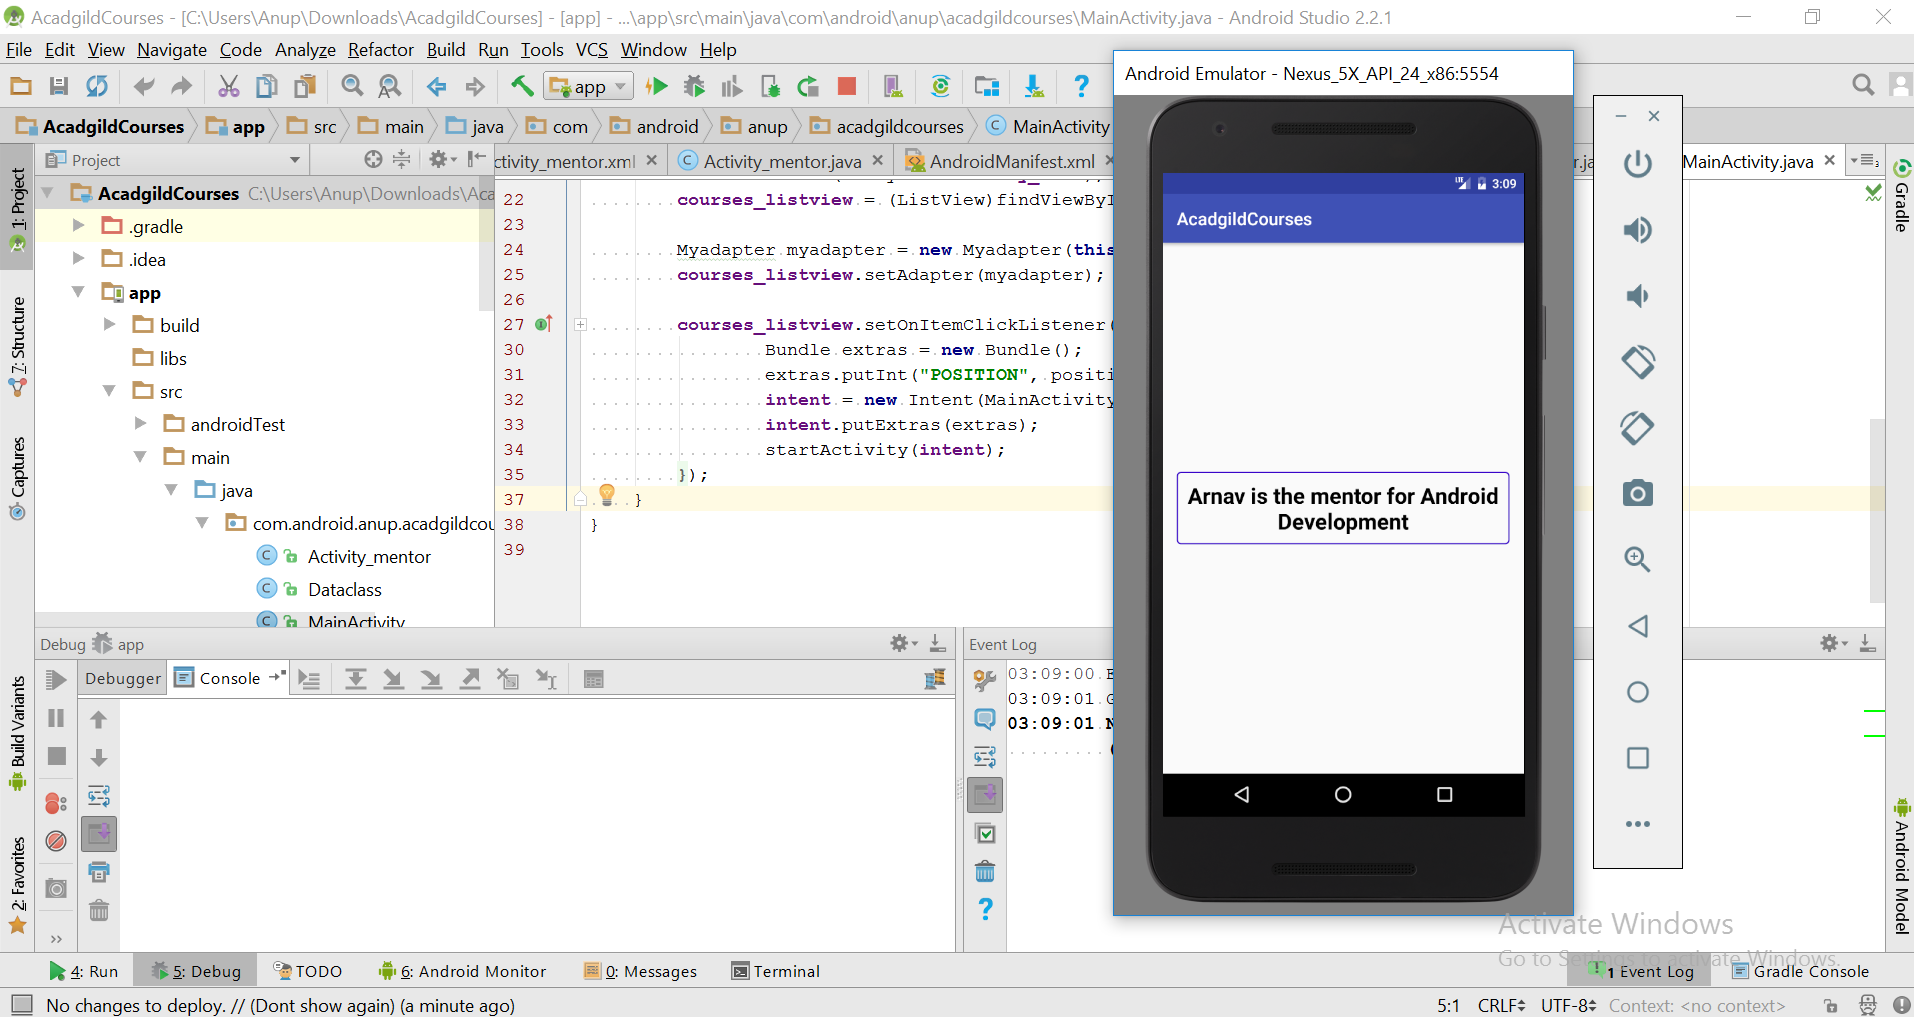 AcadgildCourses - [C:\Users\Anup\Downloads\AcadgildCourses] - [app] - ...\app\src\main\java\com\android\anup\acadgildcourses\MainActivity.java - Android Studio 2.2.1
File Edit View Navigate Code Analyze Refactor Build Run Tools VCS Window Help
app
AcadgildCourses app src main java com android anup acadgildcourses MainActivity
Project
ctivity_mentor.xml Activity_mentor.java AndroidManifest.xml MainActivity.java
1: Project
7: Structure
Captures
Build Variants
2: Favorites
AcadgildCourses C:\Users\Anup\Downloads\Aca
.gradle
.idea
app
build
libs
src
androidTest
main
java
com.android.anup.acadgildcou
Activity_mentor
Dataclass
MainActivity
22 courses_listview = (ListView)findViewByI
23
24 Myadapter myadapter = new Myadapter(this
25 courses_listview.setAdapter(myadapter);
26
27 courses_listview.setOnItemClickListener(
30 Bundle extras = new Bundle();
31 extras.putInt("POSITION", positi
32 intent = new Intent(MainActivity
33 intent.putExtras(extras);
34 startActivity(intent);
35 });
37 }
38 }
39
Android Emulator - Nexus_5X_API_24_x86:5554
LTE 3:09
AcadgildCourses
Arnav is the mentor for Android
Development
Gradle
Android Model
Debug app
Debugger Console
Event Log
03:09:00 E
03:09:01 G
03:09:01 N
(
Activate Windows
Go to Settings to activate Windows.
4: Run 5: Debug TODO 6: Android Monitor 0: Messages Terminal 1 Event Log Gradle Console
No changes to deploy. // (Dont show again) (a minute ago) 5:1 CRLF UTF-8 Context: <no context>